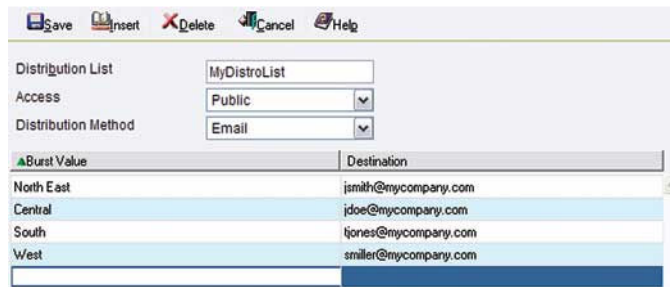 Save Insert Delete Cancel Help
Distribution List MyDistroList
Access Public
Distribution Method Email
Burst Value Destination
North East jsmith@mycompany.com
Central jdoe@mycompany.com
South tjones@mycompany.com
West smiller@mycompany.com